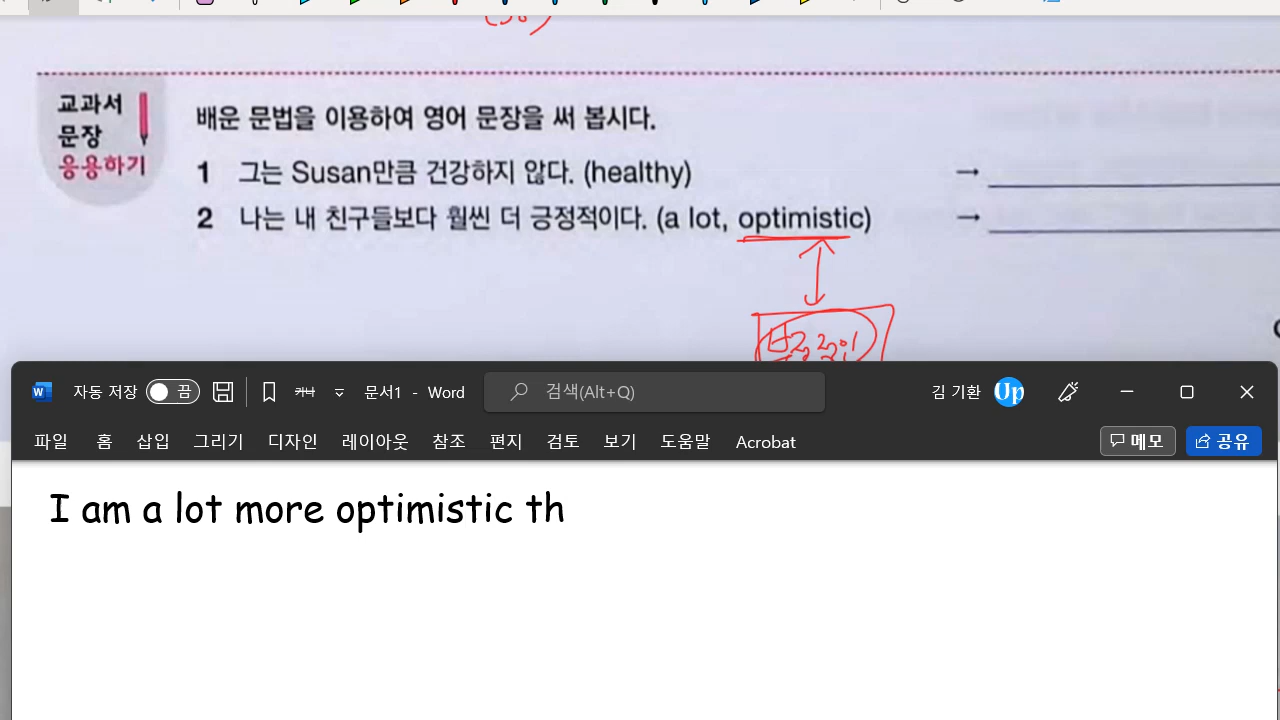 교과서
문장
응용하기
배운 문법을 이용하여 영어 문장을 써 봅시다.
1 그는 Susan만큼 건강하지 않다. (healthy) →
2 나는 내 친구들보다 훨씬 더 긍정적이다. (a lot, optimistic) →
자동 저장 끔 문서1 - Word 검색(Alt+Q) 김 기환 Up
파일 홈 삽입 그리기 디자인 레이아웃 참조 편지 검토 보기 도움말 Acrobat 메모 공유
I am a lot more optimistic th